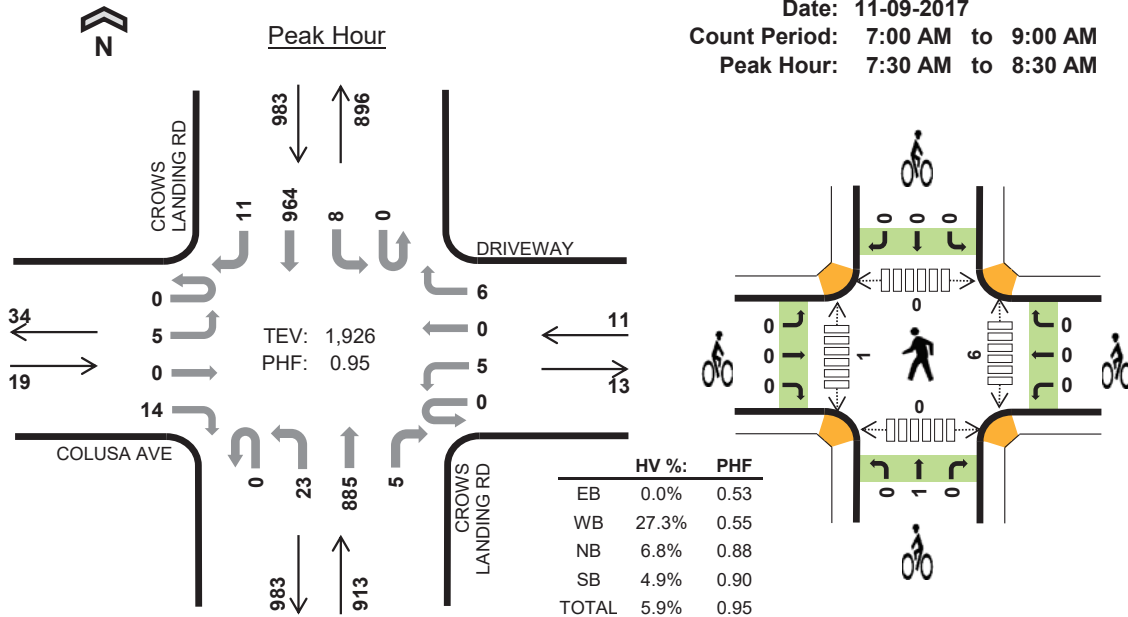 Date: 11-09-2017
Count Period: 7:00 AM to 9:00 AM
Peak Hour: 7:30 AM to 8:30 AM
N
Peak Hour
983
896
CROWS
LANDING RD
11
964
8
0
DRIVEWAY
0
5
0
14
6
0
5
0
34
19
11
13
TEV: 1,926
PHF: 0.95
COLUSA AVE
0
23
885
5
CROWS
LANDING RD
983
913
HV %: PHF
EB 0.0% 0.53
WB 27.3% 0.55
NB 6.8% 0.88
SB 4.9% 0.90
TOTAL 5.9% 0.95
0 0 0
0
0
0
0
0
1
6
0
0
0
0
0 1 0